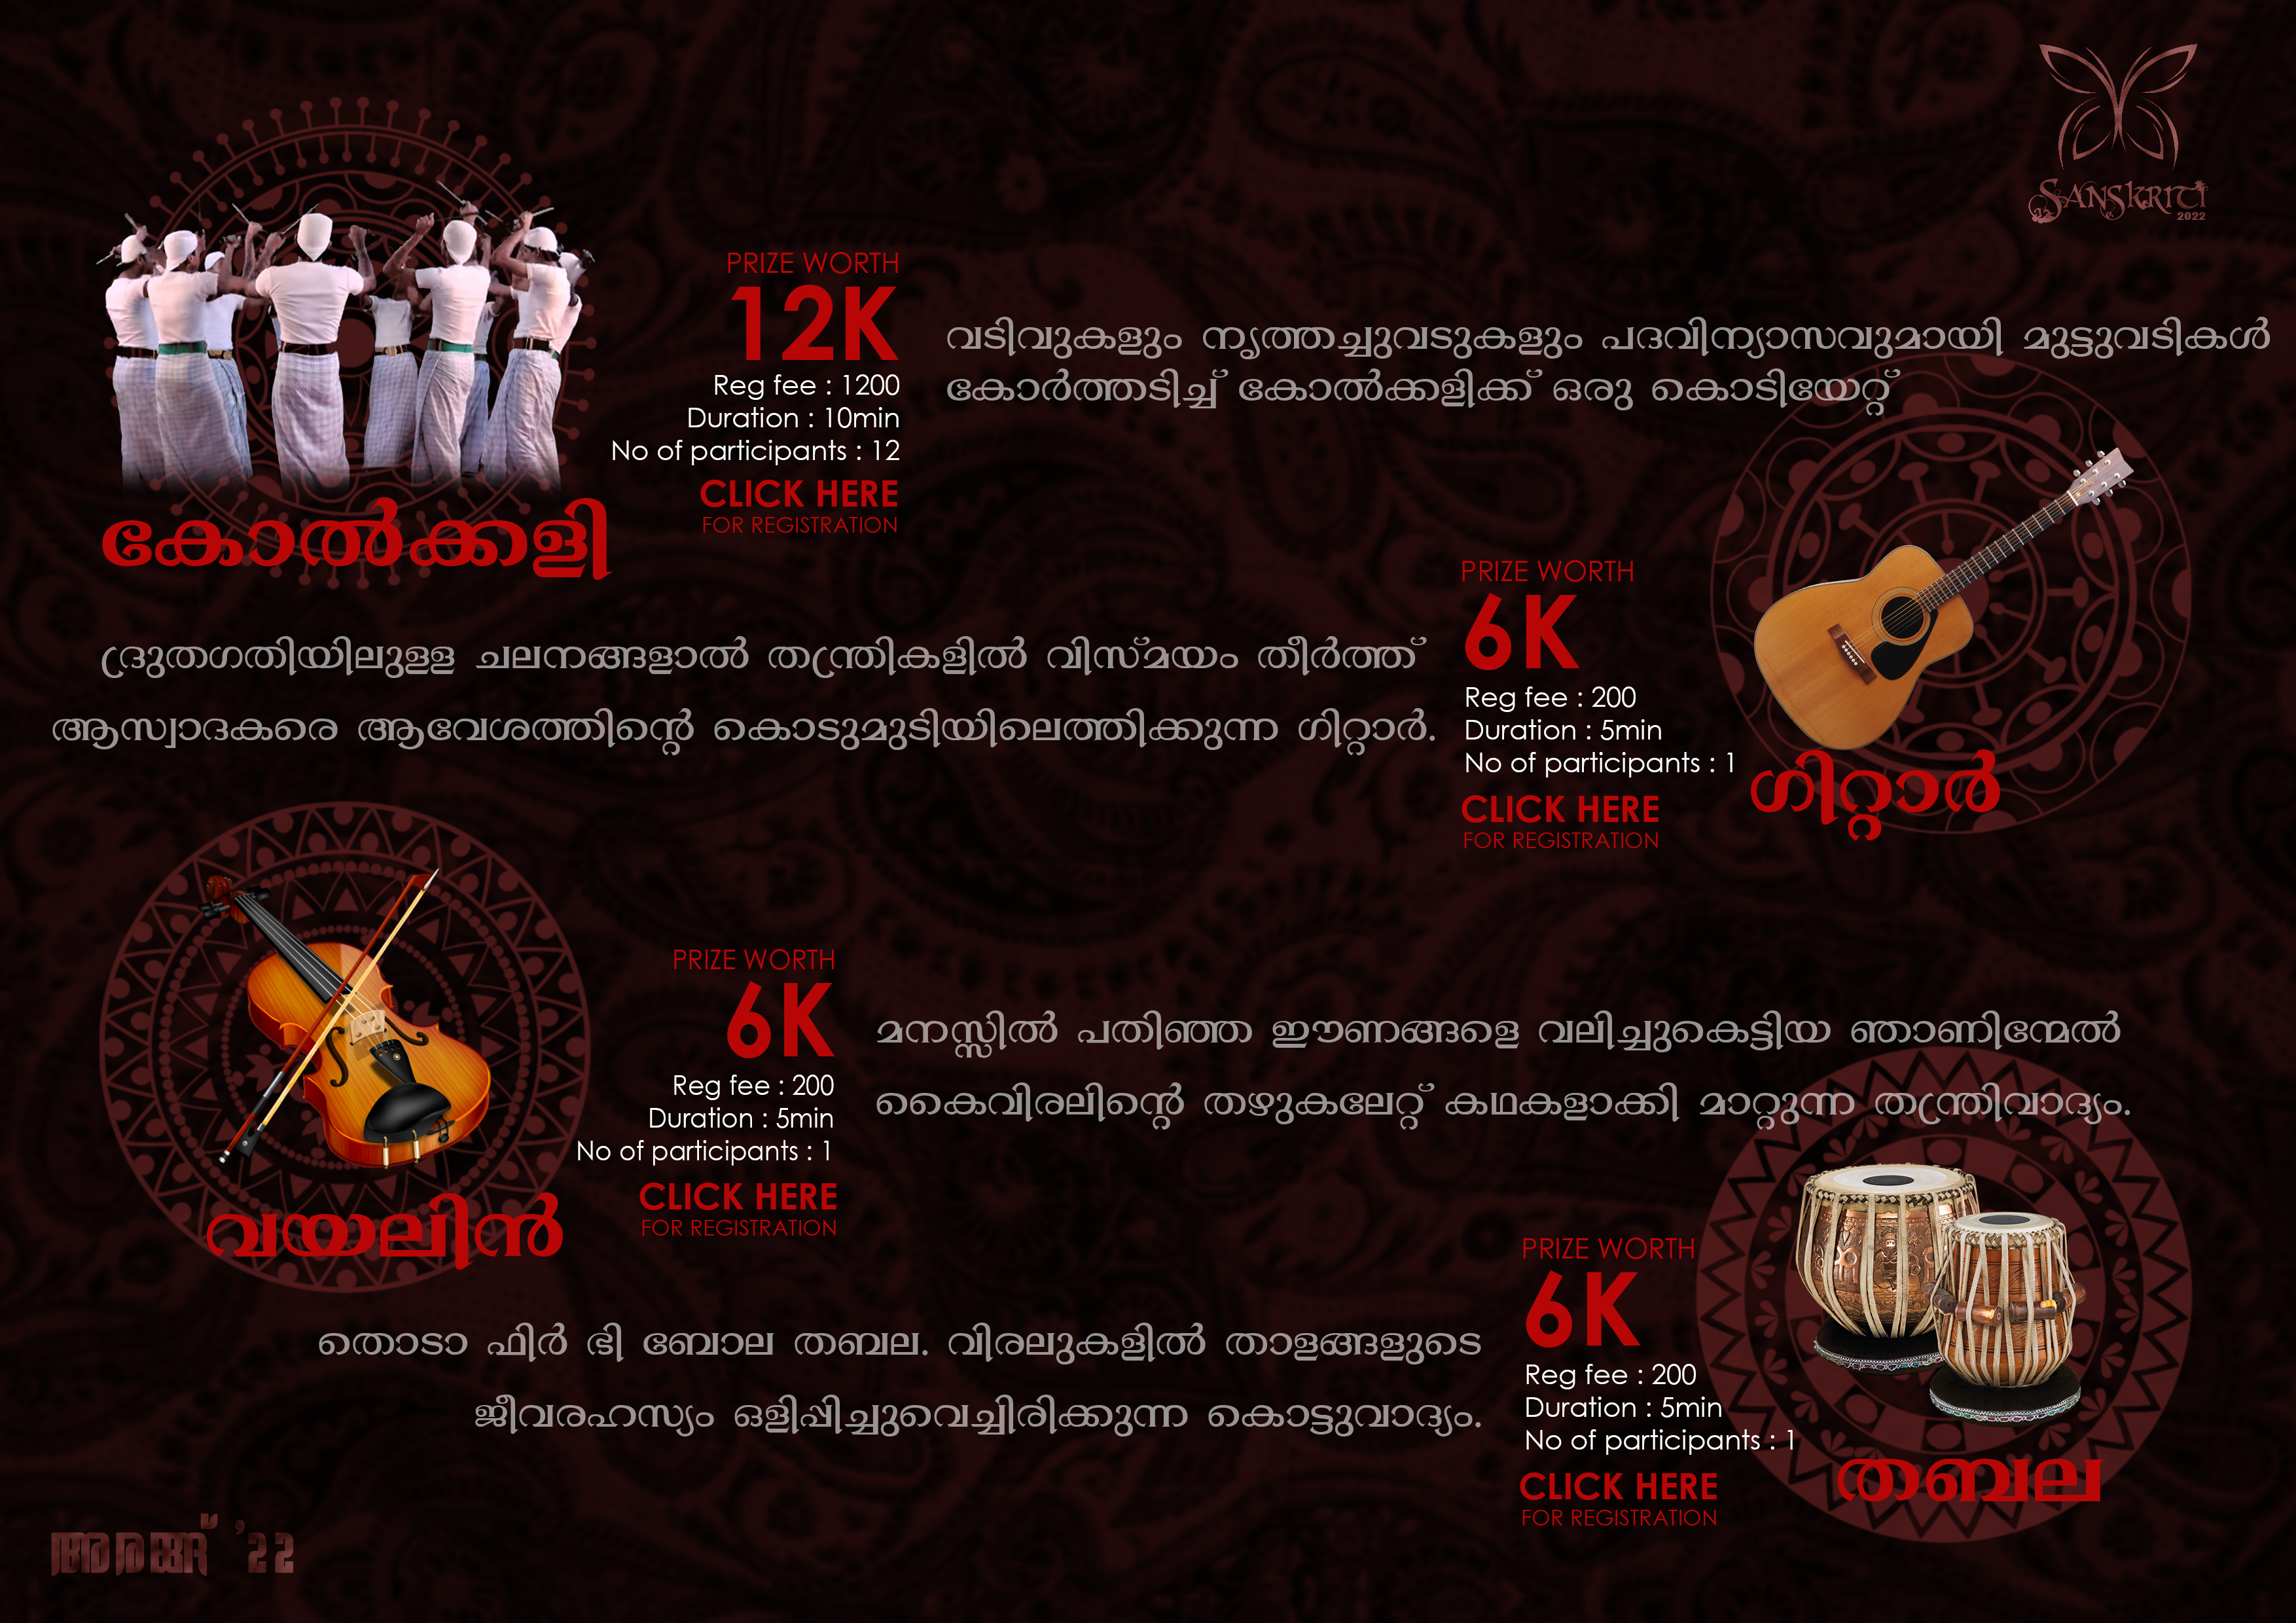 SANSKRITI
2022
PRIZE WORTH
12K
Reg fee : 1200
Duration : 10min
No of participants : 12
CLICK HERE
FOR REGISTRATION
വടിവുകളും നൃത്തച്ചുവടുകളും പദവിന്യാസവുമായി മുട്ടുവടികൾ
കോർത്തടിച്ച് കോൽക്കളിക്ക് ഒരു കൊടിയേറ്റ്
കോൽക്കളി
PRIZE WORTH
6K
Reg fee : 200
Duration : 5min
No of participants : 1
CLICK HERE
FOR REGISTRATION
ദ്രുതഗതിയിലുള്ള ചലനങ്ങളാൽ തന്ത്രികളിൽ വിസ്മയം തീർത്ത്
ആസ്വാദകരെ ആവേശത്തിന്റെ കൊടുമുടിയിലെത്തിക്കുന്ന ഗിറ്റാർ.
ഗിറ്റാർ
PRIZE WORTH
6K
Reg fee : 200
Duration : 5min
No of participants : 1
CLICK HERE
FOR REGISTRATION
മനസ്സിൽ പതിഞ്ഞ ഈണങ്ങളെ വലിച്ചുകെട്ടിയ ഞാണിന്മേൽ
കൈവിരലിന്റെ തഴുകലേറ്റ് കഥകളാക്കി മാറ്റുന്ന തന്ത്രിവാദ്യം.
വയലിൻ
PRIZE WORTH
6K
Reg fee : 200
Duration : 5min
No of participants : 1
CLICK HERE
FOR REGISTRATION
തൊടാ ഫിർ ഭി ബോല തബല. വിരലുകളിൽ താളങ്ങളുടെ
ജീവരഹസ്യം ഒളിപ്പിച്ചുവെച്ചിരിക്കുന്ന കൊട്ടുവാദ്യം.
തബല
അരങ്ങ് '22